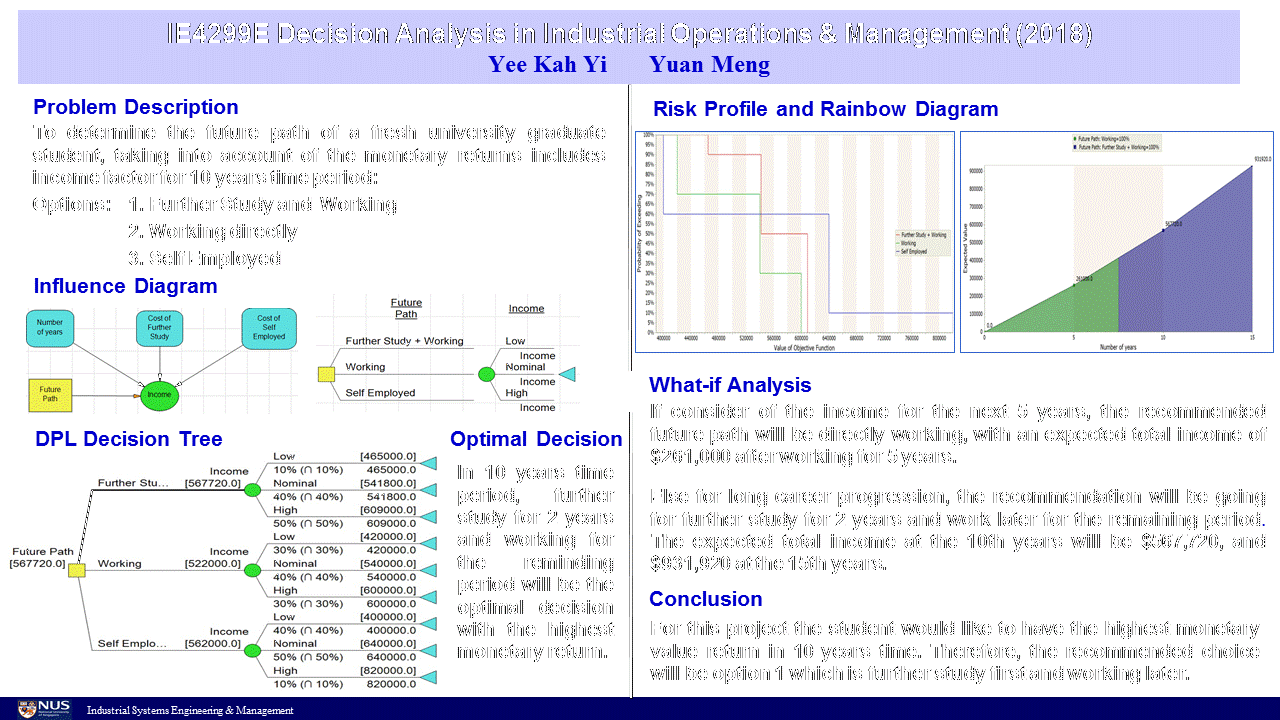 IE4299E Decision Analysis in Industrial Operations & Management (2018)
Yee Kah Yi Yuan Meng
Problem Description
To determine the future path of a fresh university graduate
student, taking into account of the monetary returns includes
income factor for 10 years time period:
Options: 1. Further Study and Working
2. Working directly
3. Self Employed
Influence Diagram
Number
of years
Cost of
Further
Study
Cost of
Self
Employed
Future
Path
Income
Future
Path
Income
Further Study + Working
Working
Self Employed
Low
Income
Nominal
Income
High
Income
DPL Decision Tree
Future Path
[567720.0]
Further Stu...
Income
[567720.0]
Low [465000.0]
10% (∩ 10%) 465000.0
Nominal [541800.0]
40% (∩ 40%) 541800.0
High [609000.0]
50% (∩ 50%) 609000.0
Working
Income
[522000.0]
Low [420000.0]
30% (∩ 30%) 420000.0
Nominal [540000.0]
40% (∩ 40%) 540000.0
High [600000.0]
30% (∩ 30%) 600000.0
Self Emplo...
Income
[562000.0]
Low [400000.0]
40% (∩ 40%) 400000.0
Nominal [640000.0]
50% (∩ 50%) 640000.0
High [820000.0]
10% (∩ 10%) 820000.0
Optimal Decision
In 10 years time
period, further
study for 2 years
and working for
the reminding
period will be the
optimal decision
with the highest
monetary return.
Risk Profile and Rainbow Diagram
Probability of Exceeding
100%
95%
90%
85%
80%
75%
70%
65%
60%
55%
50%
45%
40%
35%
30%
25%
20%
15%
10%
5%
0%
Further Study + Working
Working
Self Employed
400000 440000 480000 520000 560000 600000 640000 680000 720000 760000 800000
Value of Objective Function
Future Path: Working=100%
Future Path: Further Study + Working=100%
Expected Value
900000
800000
700000
600000
500000
400000
300000
200000
100000
0
0.0
261000.0
567720.0
931920.0
5 10 15
Number of years
What-if Analysis
If consider of the income for the next 5 years, the recommended
future path will be directly working, with an expected total income of
$261,000 after working for 5 years.
Else for long career progression, the recommendation will be going
for further study for 2 years and work later for the remaining period.
The expected total income at the 10th years will be $567,720, and
$931,920 at the 15th years.
Conclusion
For this project the student would like to have the highest monetary
value return in 10 years time. Therefore, the recommended choice
will be option 1 which is further study first and working later.
NUS
National University
of Singapore
Industrial Systems Engineering & Management